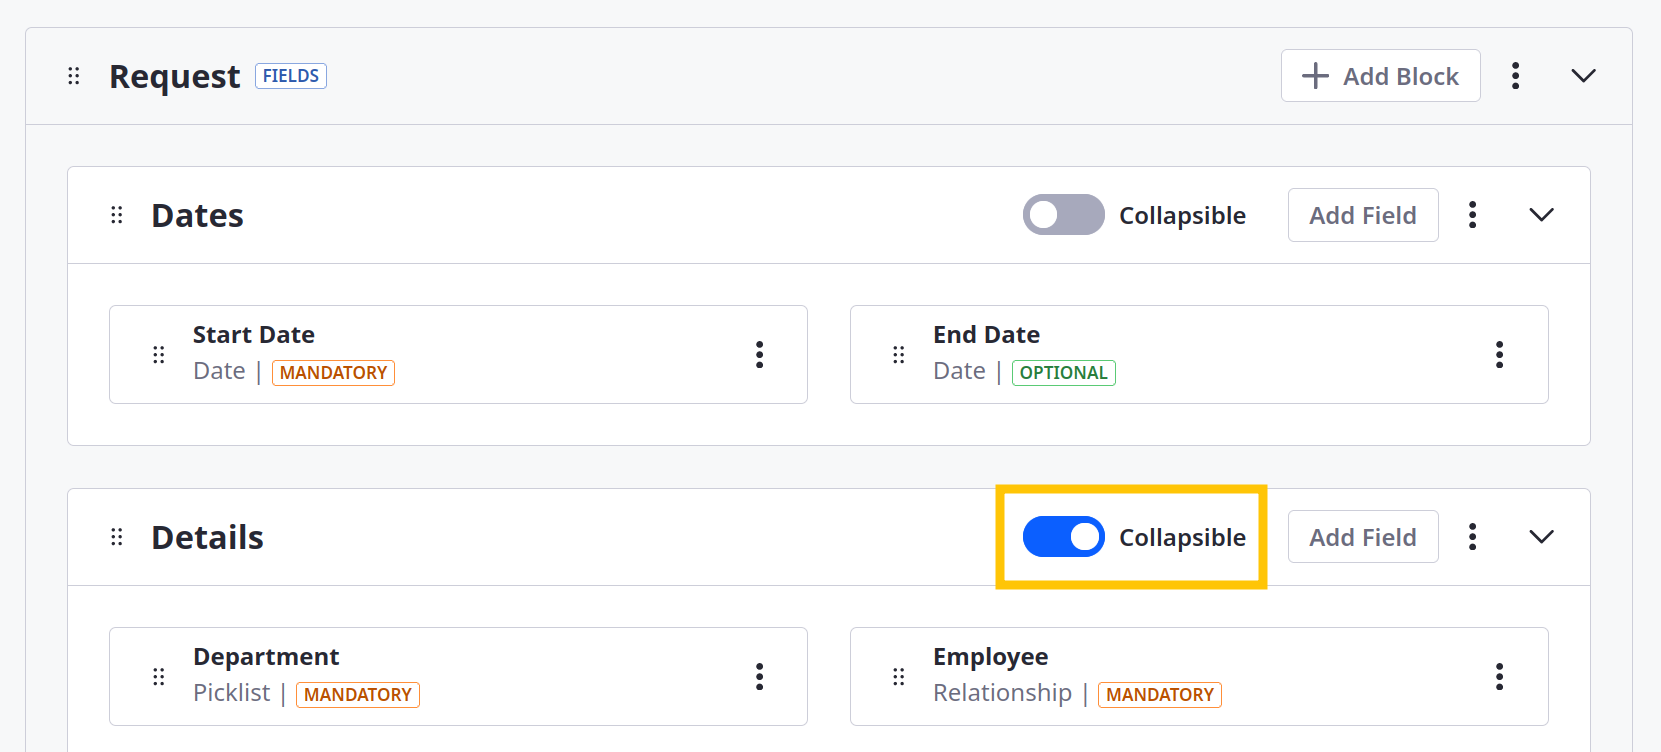 Request FIELDS Add Block
Dates Collapsible Add Field
Start Date End Date
Date | MANDATORY Date | OPTIONAL
Details Collapsible Add Field
Department Employee
Picklist | MANDATORY Relationship | MANDATORY